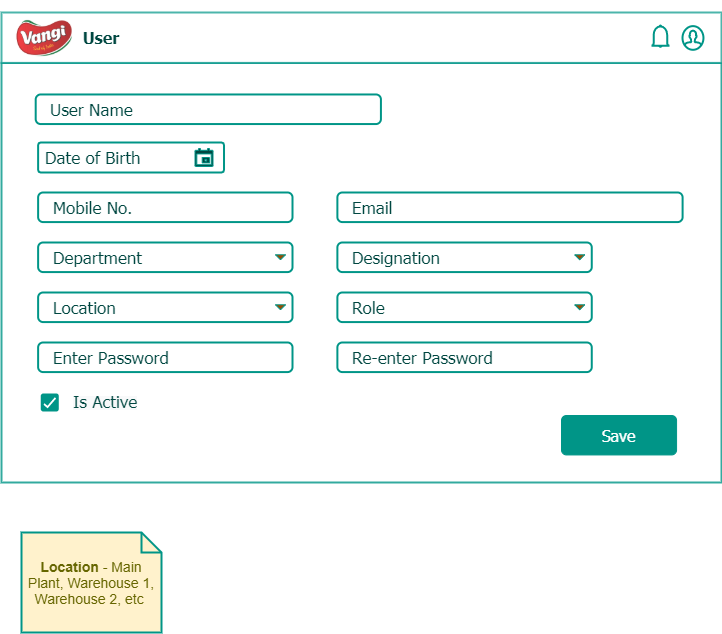 Vangi
User
User Name
Date of Birth
Mobile No.
Email
Department
Designation
Location
Role
Enter Password
Re-enter Password
Is Active
Save
Location - Main
Plant, Warehouse 1,
Warehouse 2, etc